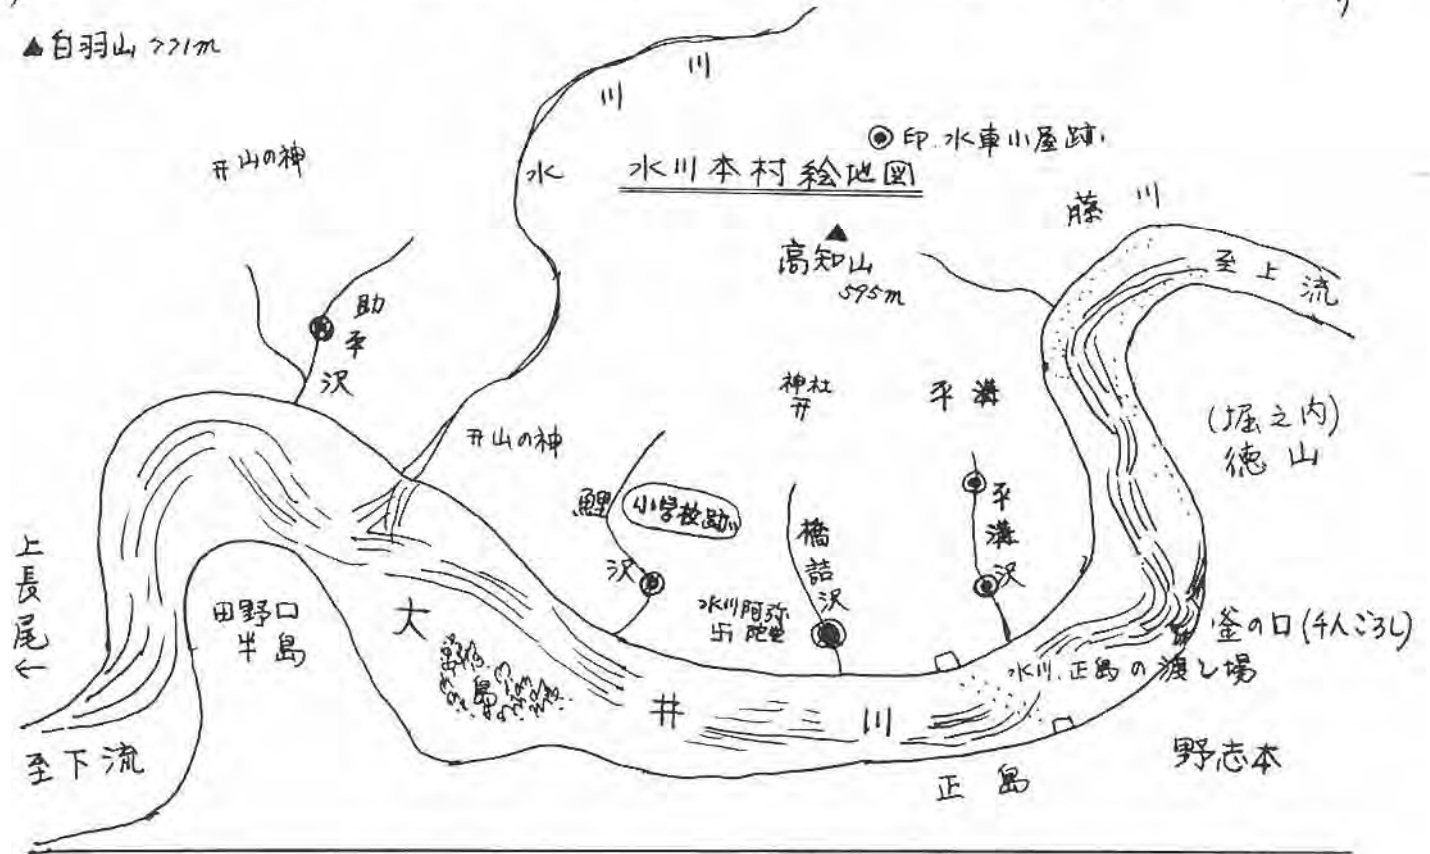 ▲白羽山 771m
川
川
◉印 水車小屋跡
⛩山の神
水
水川本村絵地図
藤川
高知山
595m
至上流
助平沢
神社
平溝
(堀之内)
徳山
⛩山の神
鯉沢
小学校跡
橋詰沢
平溝沢
上長尾←
田野口
半島
大井川
島
水川阿弥
陀堂
釜の口(千人ごろし)
水川、正島の渡し場
至下流
正島
野志本